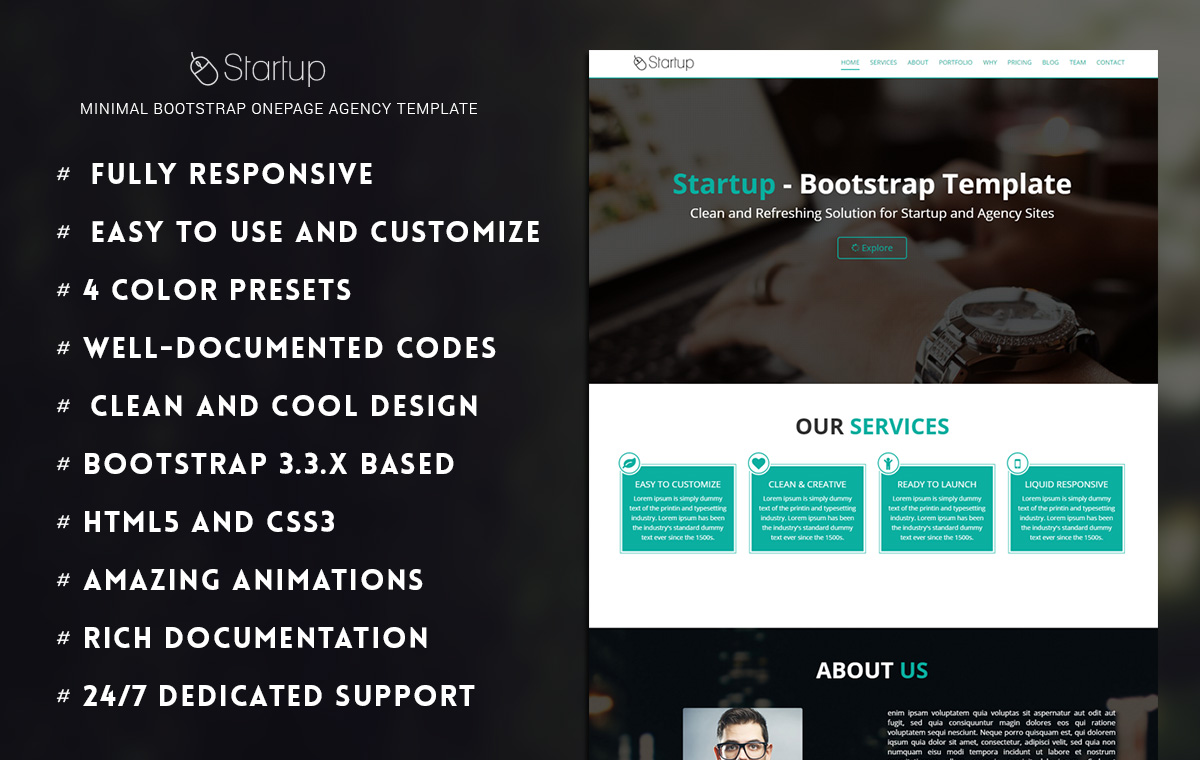 Startup
MINIMAL BOOTSTRAP ONEPAGE AGENCY TEMPLATE
# FULLY RESPONSIVE
# EASY TO USE AND CUSTOMIZE
# 4 COLOR PRESETS
# WELL-DOCUMENTED CODES
# CLEAN AND COOL DESIGN
# BOOTSTRAP 3.3.X BASED
# HTML5 AND CSS3
# AMAZING ANIMATIONS
# RICH DOCUMENTATION
# 24/7 DEDICATED SUPPORT
Startup
HOME SERVICES ABOUT PORTFOLIO WHY PRICING BLOG TEAM CONTACT
Startup - Bootstrap Template
Clean and Refreshing Solution for Startup and Agency Sites
Explore
OUR SERVICES
EASY TO CUSTOMIZE
Lorem ipsum is simply dummy
text of the printin and typesetting
industry. Lorem ipsum has been
the industry's standard dummy
text ever since the 1500s.
CLEAN & CREATIVE
Lorem ipsum is simply dummy
text of the printin and typesetting
industry. Lorem ipsum has been
the industry's standard dummy
text ever since the 1500s.
READY TO LAUNCH
Lorem ipsum is simply dummy
text of the printin and typesetting
industry. Lorem ipsum has been
the industry's standard dummy
text ever since the 1500s.
LIQUID RESPONSIVE
Lorem ipsum is simply dummy
text of the printin and typesetting
industry. Lorem ipsum has been
the industry's standard dummy
text ever since the 1500s.
ABOUT US
enim ipsam voluptatem quia voluptas sit aspernatur aut odit aut
fugit, sed quia consiquuntur magin dolores eos qui ratione
voluptatem sequi nesciunt. Neque porro quisquam est, qui dolorem
iqsum quia dolor sit amet, consectetur, adipisci velit, sed quia non
numquam eius modi tempora incidunt ut labore et nostrum